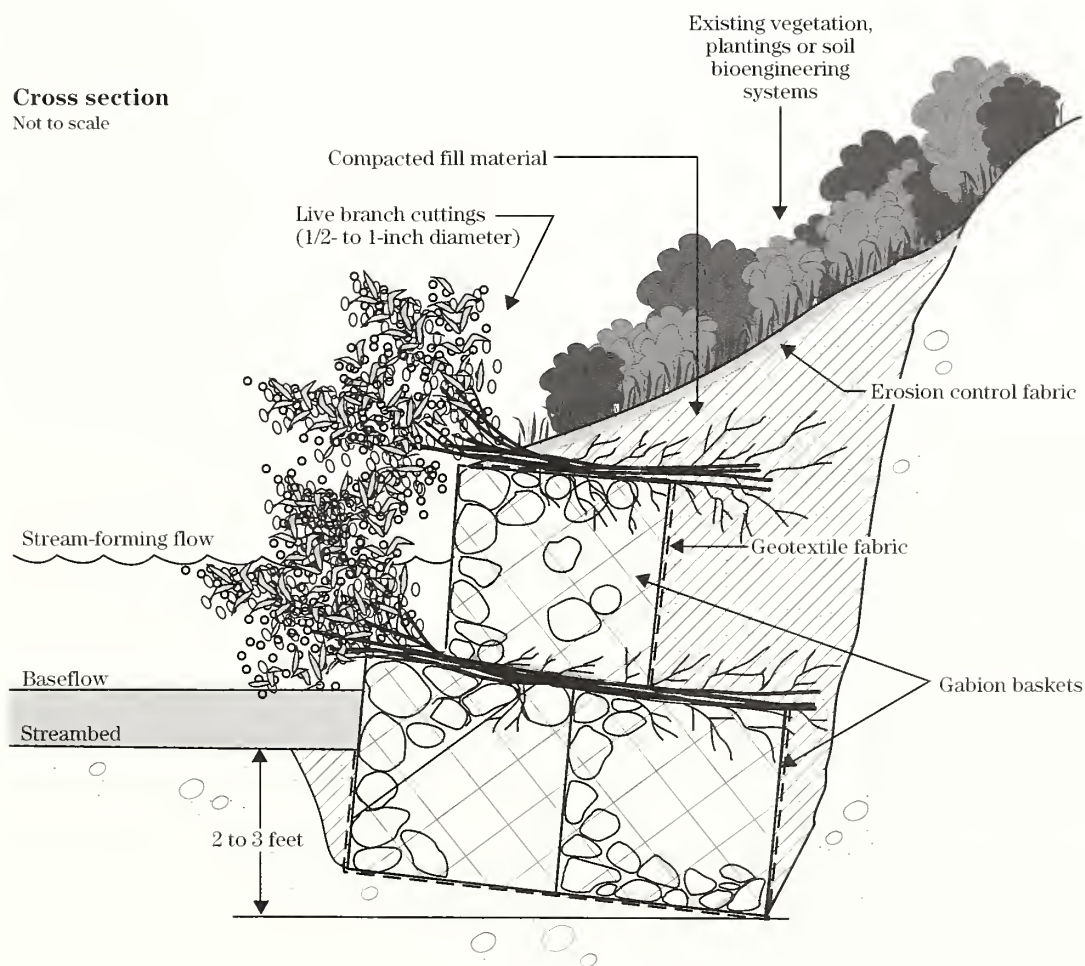 Cross section
Not to scale
Existing vegetation,
plantings or soil
bioengineering
systems
Compacted fill material
Live branch cuttings
(1/2- to 1-inch diameter)
Erosion control fabric
Stream-forming flow
Geotextile fabric
Baseflow
Gabion baskets
Streambed
2 to 3 feet